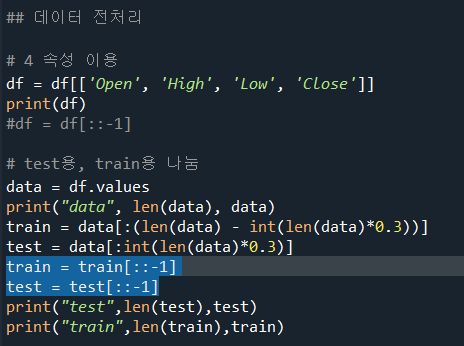 ## 데이터 전처리
# 4 속성 이용
df = df[['Open', 'High', 'Low', 'Close']]
print(df)
#df = df[::-1]
# test용, train용 나눔
data = df.values
print("data", len(data), data)
train = data[:(len(data) - int(len(data)*0.3))]
test = data[:int(len(data)*0.3)]
train = train[::-1]
test = test[::-1]
print("test",len(test),test)
print("train",len(train),train)